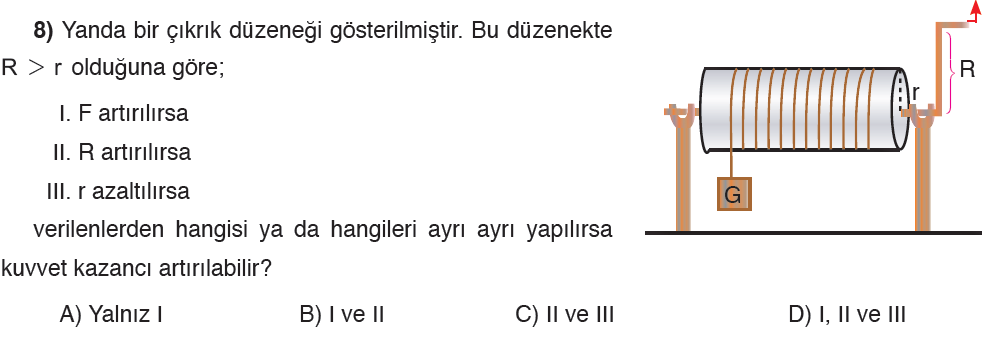 8) Yanda bir çıkrık düzeneği gösterilmiştir. Bu düzenekte
R > r olduğuna göre;
I. F artırılırsa
II. R artırılırsa
III. r azaltılırsa
verilenlerden hangisi ya da hangileri ayrı ayrı yapılırsa
kuvvet kazancı artırılabilir?
A) Yalnız I B) I ve II C) II ve III D) I, II ve III
R
r
G